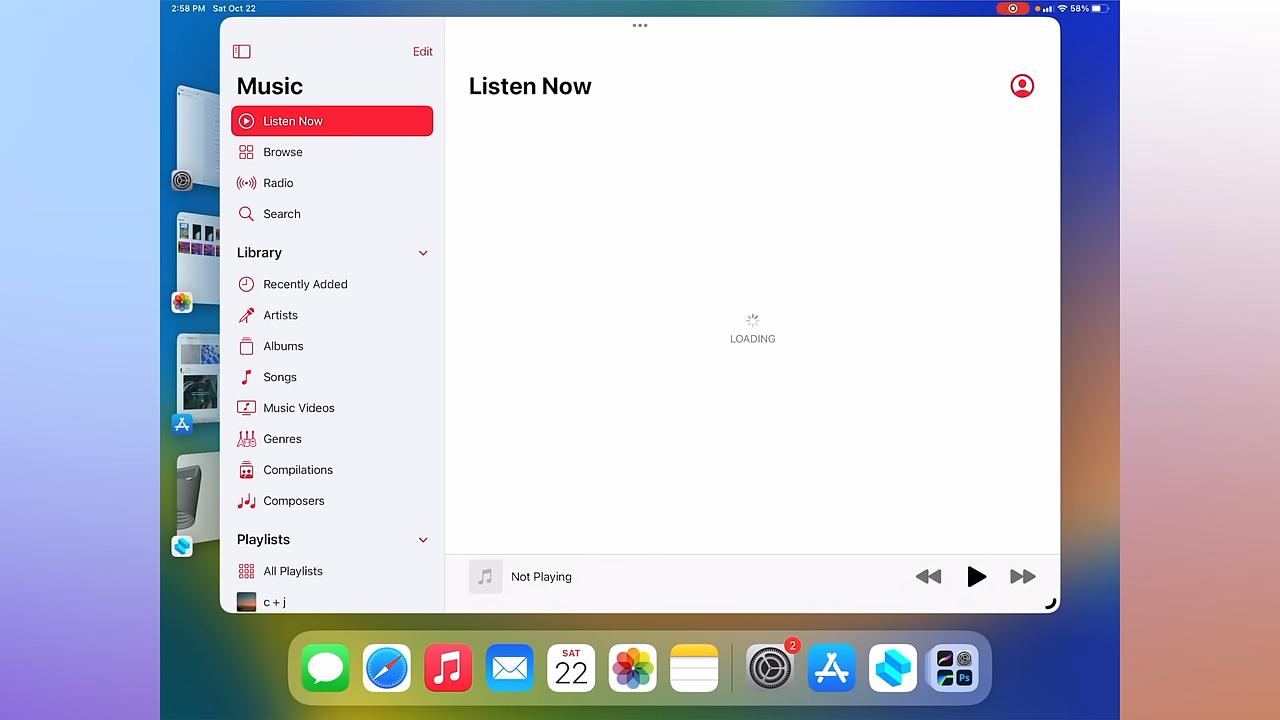 2:58 PM Sat Oct 22
58%
Edit
Music
Listen Now
Listen Now
Browse
Radio
Search
Library
Recently Added
Artists
Albums
Songs
Music Videos
Genres
Compilations
Composers
Playlists
All Playlists
c + j
LOADING
Not Playing
SAT
22
2
Ps